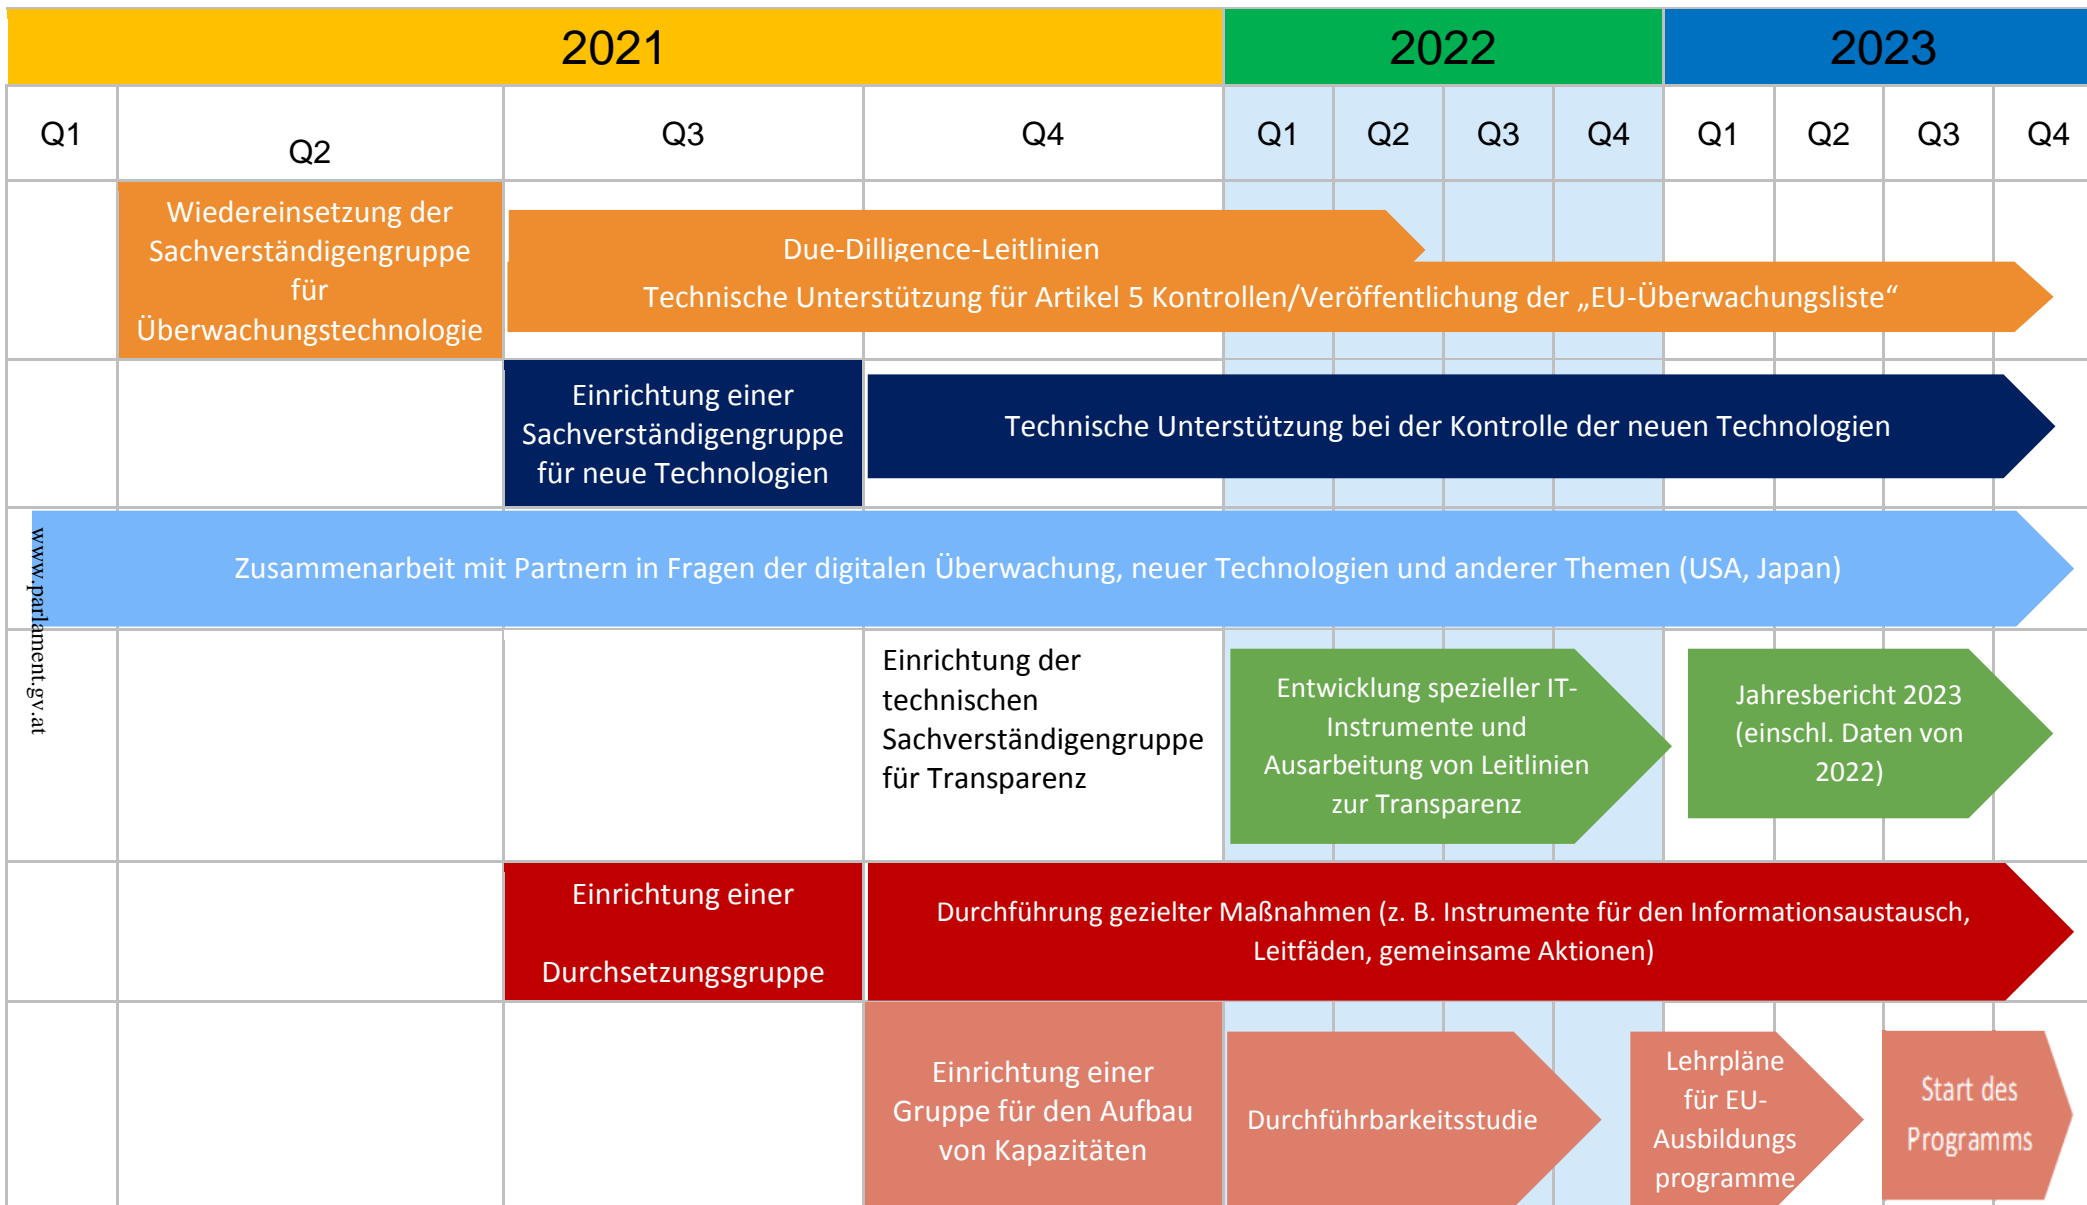 2021
2022
2023
Q1
Q2
Q3
Q4
Q1
Q2
Q3
Q4
Q1
Q2
Q3
Q4
Wiedereinsetzung der
Sachverständigengruppe
für
Überwachungstechnologie
Due-Dilligence-Leitlinien
Technische Unterstützung für Artikel 5 Kontrollen/Veröffentlichung der „EU-Überwachungsliste“
Einrichtung einer
Sachverständigengruppe
für neue Technologien
Technische Unterstützung bei der Kontrolle der neuen Technologien
Zusammenarbeit mit Partnern in Fragen der digitalen Überwachung, neuer Technologien und anderer Themen (USA, Japan)
www.parlament.gv.at
Einrichtung der
technischen
Sachverständigengruppe
für Transparenz
Entwicklung spezieller IT-
Instrumente und
Ausarbeitung von Leitlinien
zur Transparenz
Jahresbericht 2023
(einschl. Daten von
2022)
Einrichtung einer
Durchsetzungsgruppe
Durchführung gezielter Maßnahmen (z. B. Instrumente für den Informationsaustausch,
Leitfäden, gemeinsame Aktionen)
Einrichtung einer
Gruppe für den Aufbau
von Kapazitäten
Durchführbarkeitsstudie
Lehrpläne
für EU-
Ausbildungs
programme
Start des
Programms